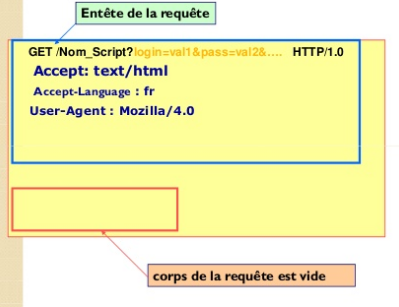 Entête de la requête
GET /Nom_Script?login=val1&pass=val2&.... HTTP/1.0
Accept: text/html
Accept-Language : fr
User-Agent : Mozilla/4.0
corps de la requête est vide